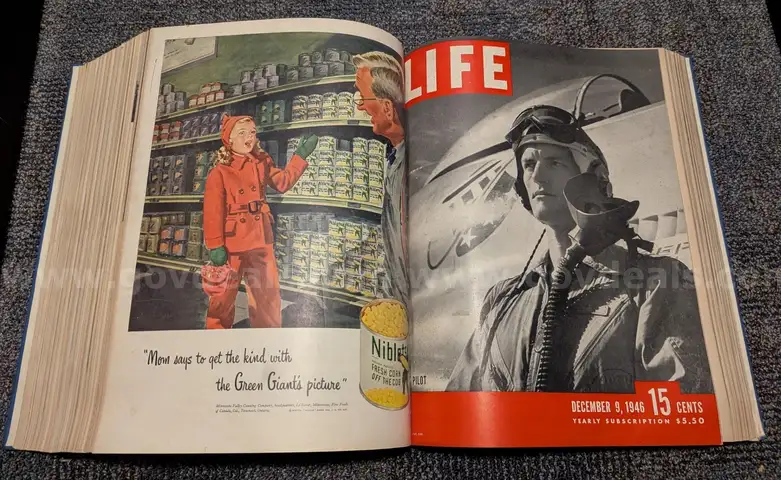 "Mom says to get the kind with
the Green Giant's picture"
Nible
FRESH CORN
OFF THE COB
LIFE
PILOT
DECEMBER 9, 1946 15 CENTS
YEARLY SUBSCRIPTION $5.50